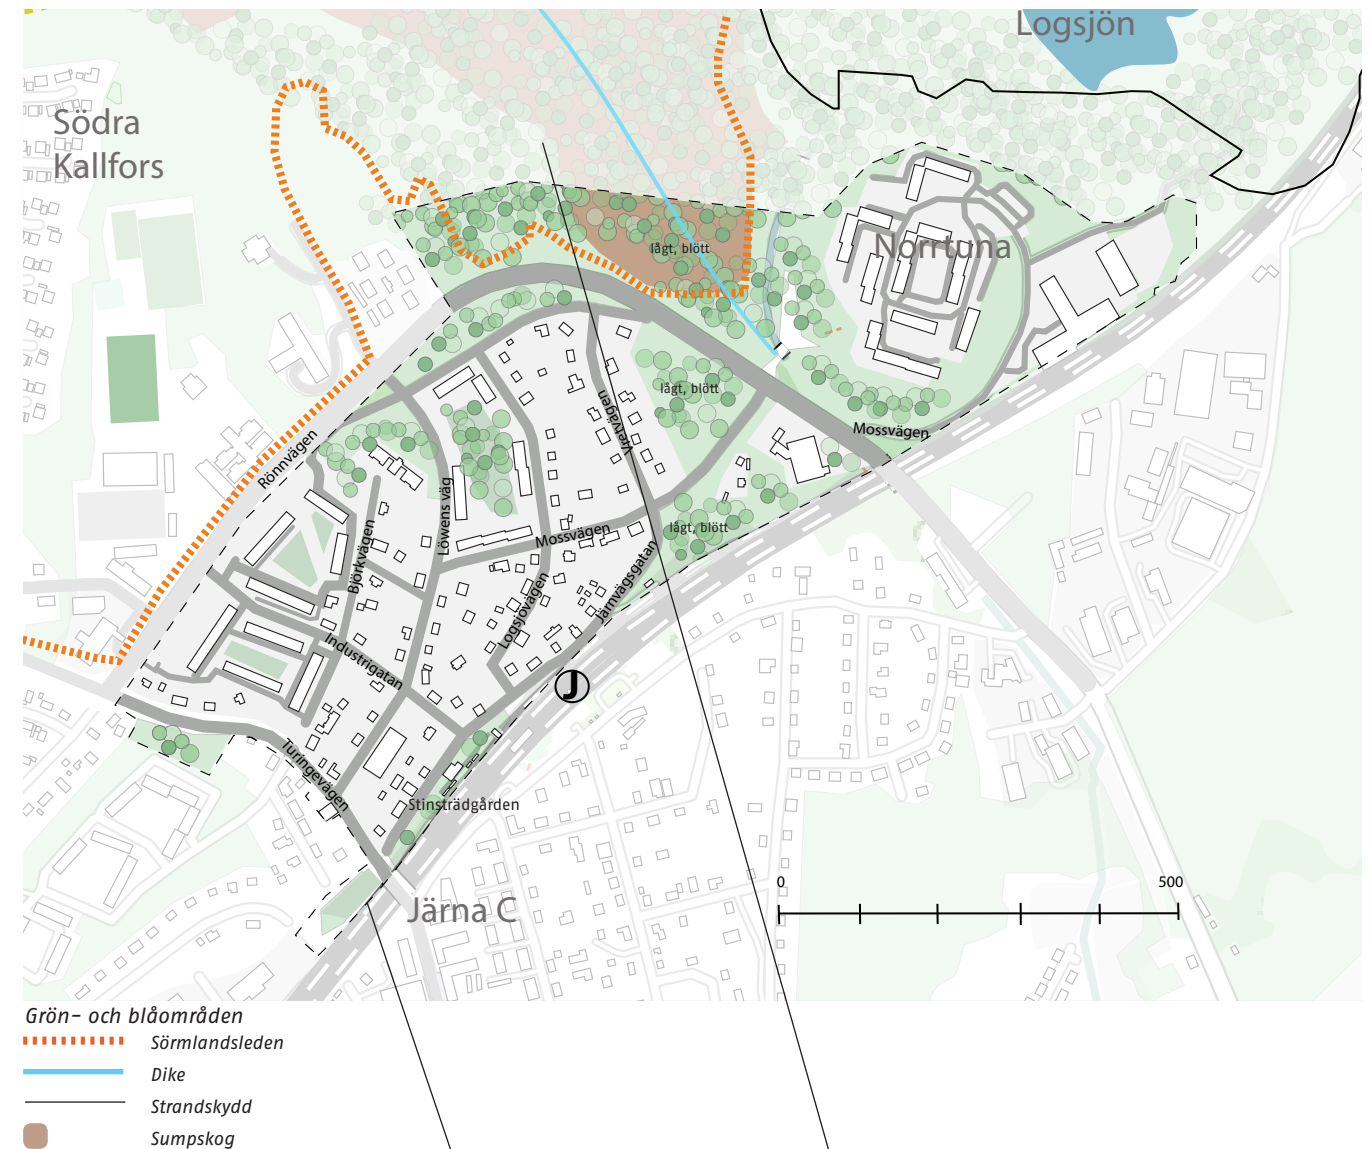 Logsjön
Södra
Kallfors
lågt, blött
Norrtuna
lågt, blött
Vretvägen
Mossvägen
Rönnvägen
Löwens väg
lågt, blött
Mossvägen
Björkvägen
Logsjövägen
Järnvägsgatan
Industrigatan
J
Turingevägen
Stinsträdgården
0
500
Järna C
Grön- och blåområden
Sörmlandsleden
Dike
Strandskydd
Sumpskog